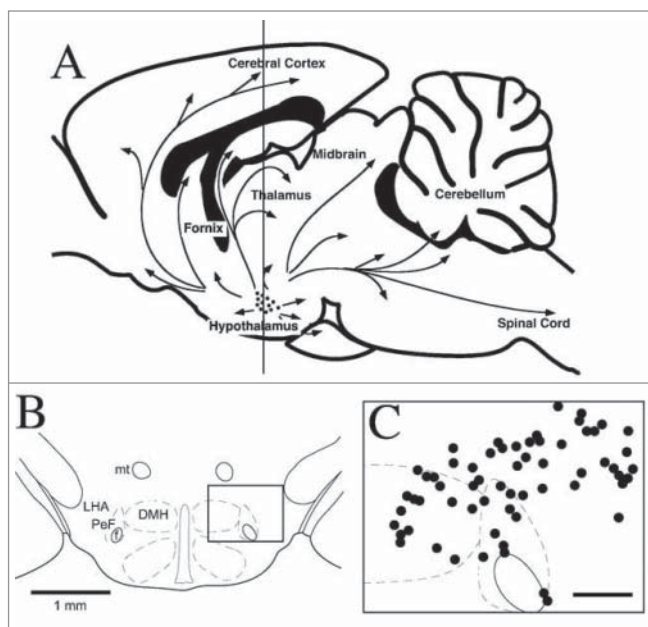 A
Cerebral Cortex
Midbrain
Thalamus
Cerebellum
Fornix
Hypothalamus
Spinal Cord
B
mt
LHA
DMH
PeF
f
1 mm
C